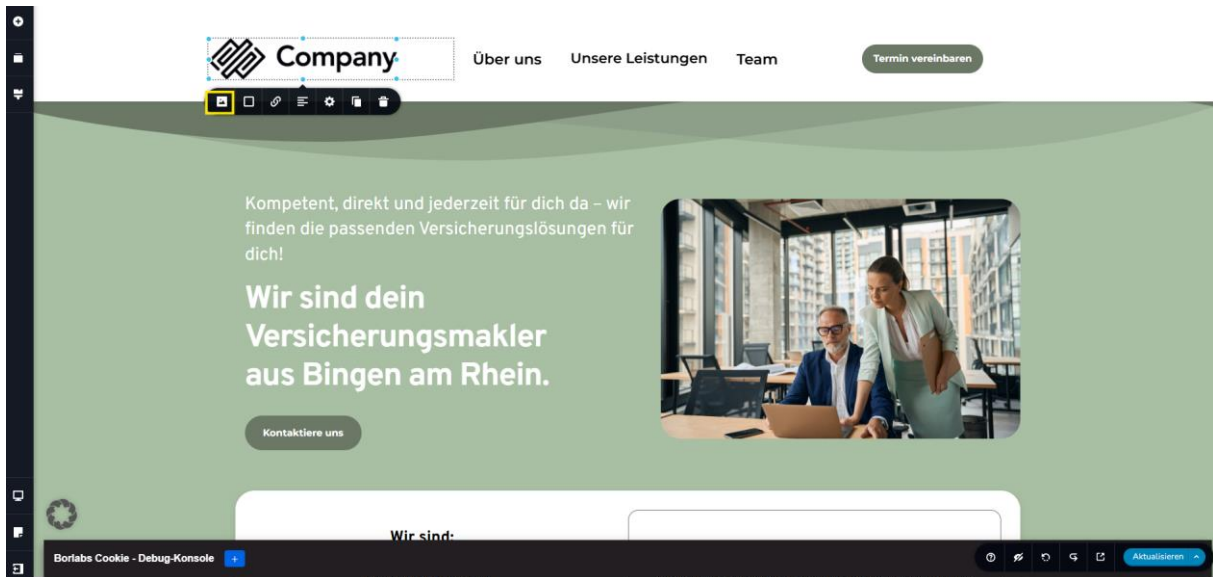 Company
Über uns
Unsere Leistungen
Team
Termin vereinbaren
Kompetent, direkt und jederzeit für dich da – wir
finden die passenden Versicherungslösungen für
dich!
Wir sind dein
Versicherungsmakler
aus Bingen am Rhein.
Kontaktiere uns
Wir sind:
Borlabs Cookie - Debug-Konsole
Aktualisieren